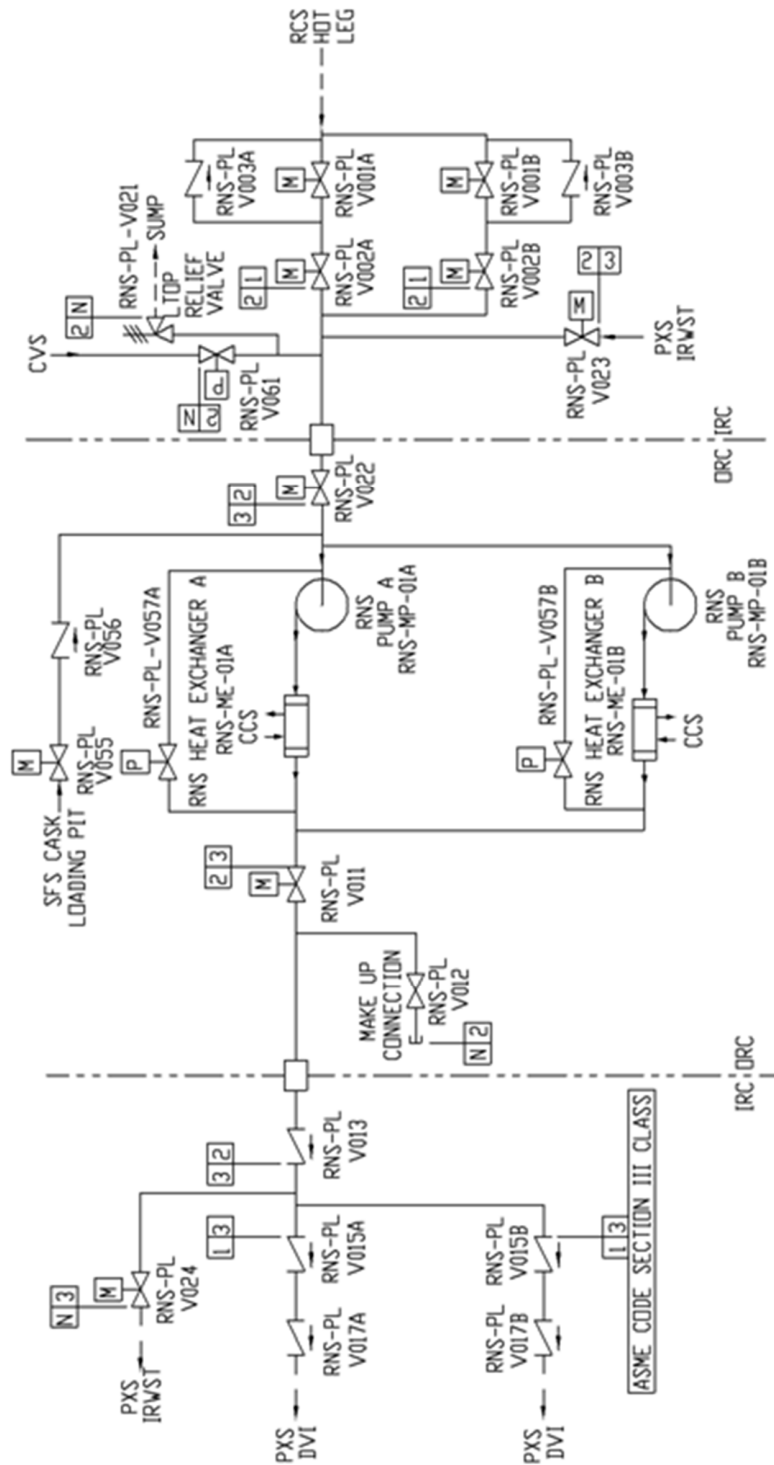 RCS
HOT
LEG
RNS-PL
V003A
M
RNS-PL
V001A
M
RNS-PL
V001B
RNS-PL
V003B
M
RNS-PL
V002A
2 1
M
RNS-PL
V002B
2 1
RNS-PL-V021
SUMP
LTOP
RELIEF
VALVE
2 N
CVS
RNS-PL
V061
N 2
M
2 3
RNS-PL
V023
PXS
IRWST
ORC IRC
M
RNS-PL
V022
3 2
RNS-PL
V056
M
RNS-PL
V055
SFS CASK
LOADING PIT
RNS-PL-V057A
P
RNS HEAT EXCHANGER A
RNS-ME-01A
CCS
RNS
PUMP A
RNS-MP-01A
RNS-PL-V057B
P
RNS HEAT EXCHANGER B
RNS-ME-01B
CCS
RNS
PUMP B
RNS-MP-01B
2 3
M
RNS-PL
V011
MAKE UP
CONNECTION
RNS-PL
V012
N 2
IRC ORC
3 2
RNS-PL
V013
N 3
M
RNS-PL
V024
PXS
IRWST
1 3
RNS-PL
V015A
RNS-PL
V017A
PXS
DVI
RNS-PL
V015B
RNS-PL
V017B
PXS
DVI
1 3
ASME CODE SECTION III CLASS